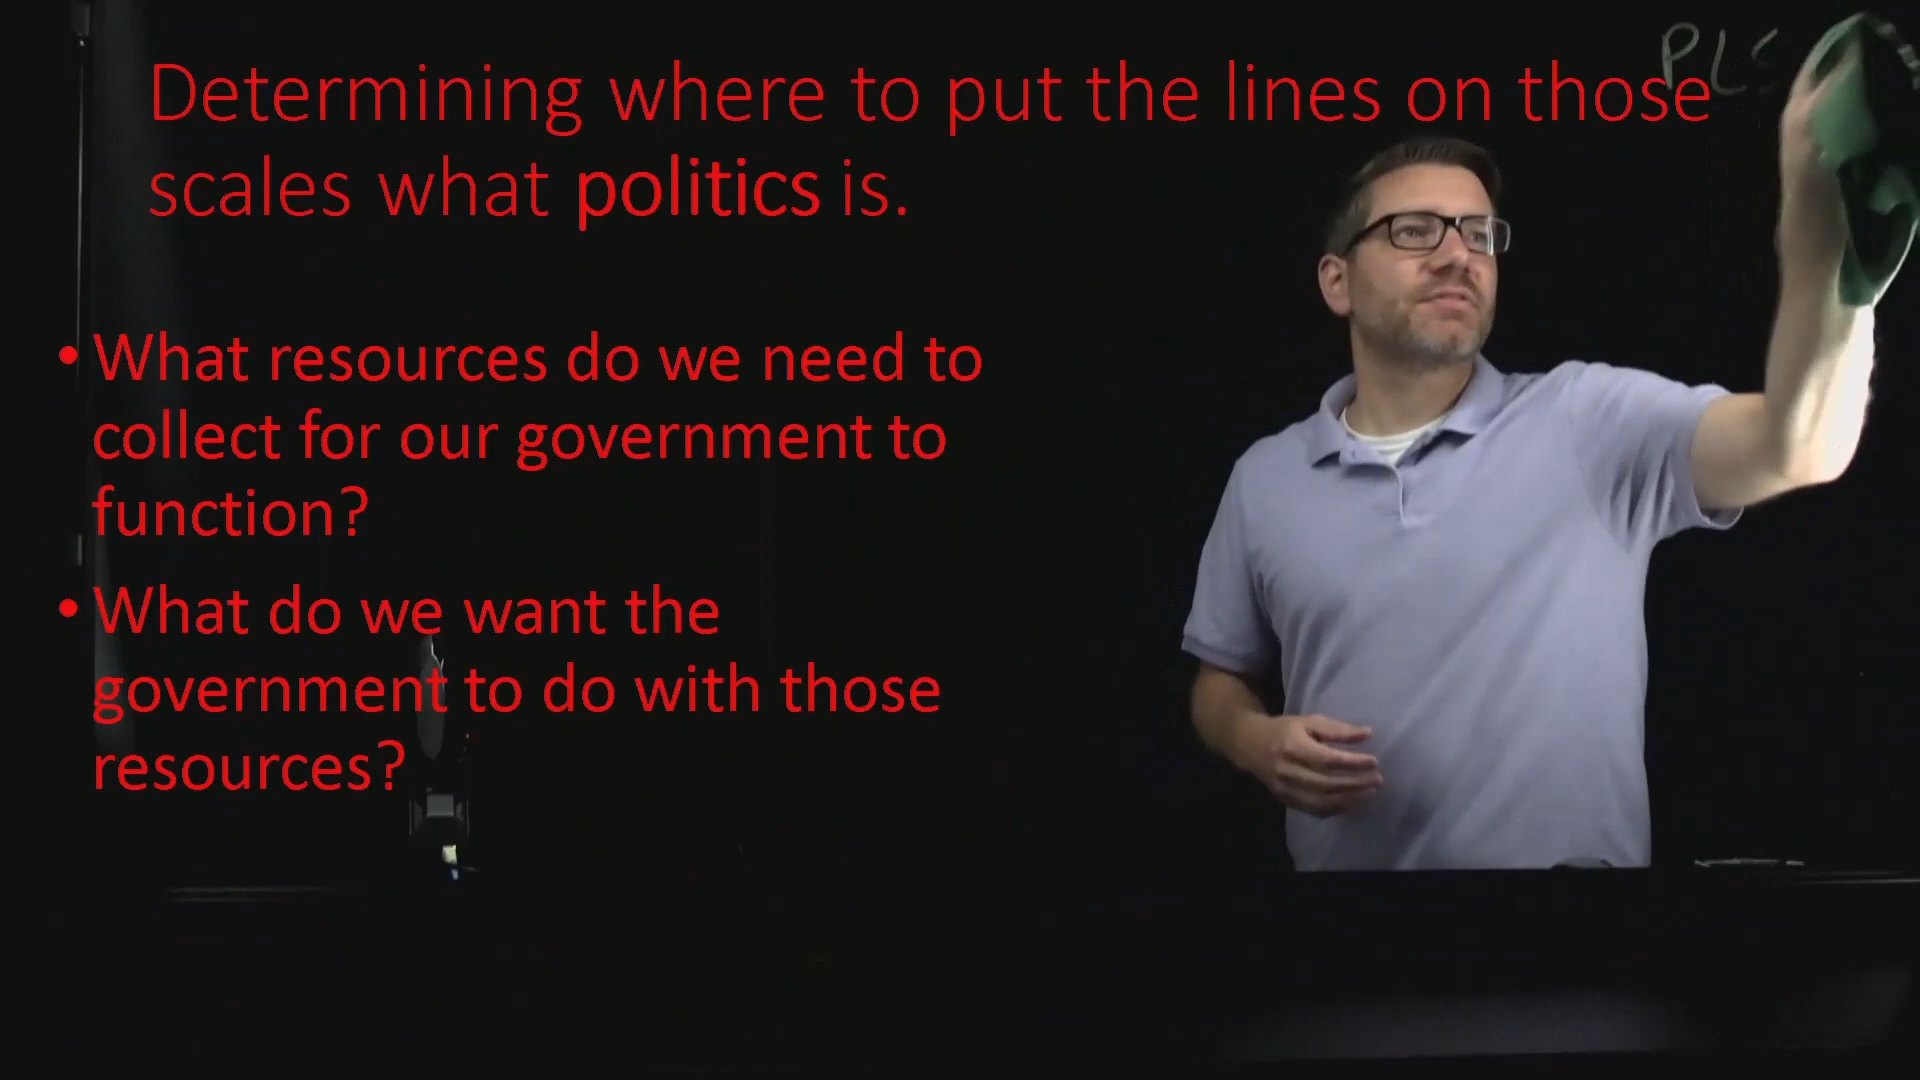 PLS
Determining where to put the lines on those
scales what politics is.
• What resources do we need to
collect for our government to
function?
• What do we want the
government to do with those
resources?